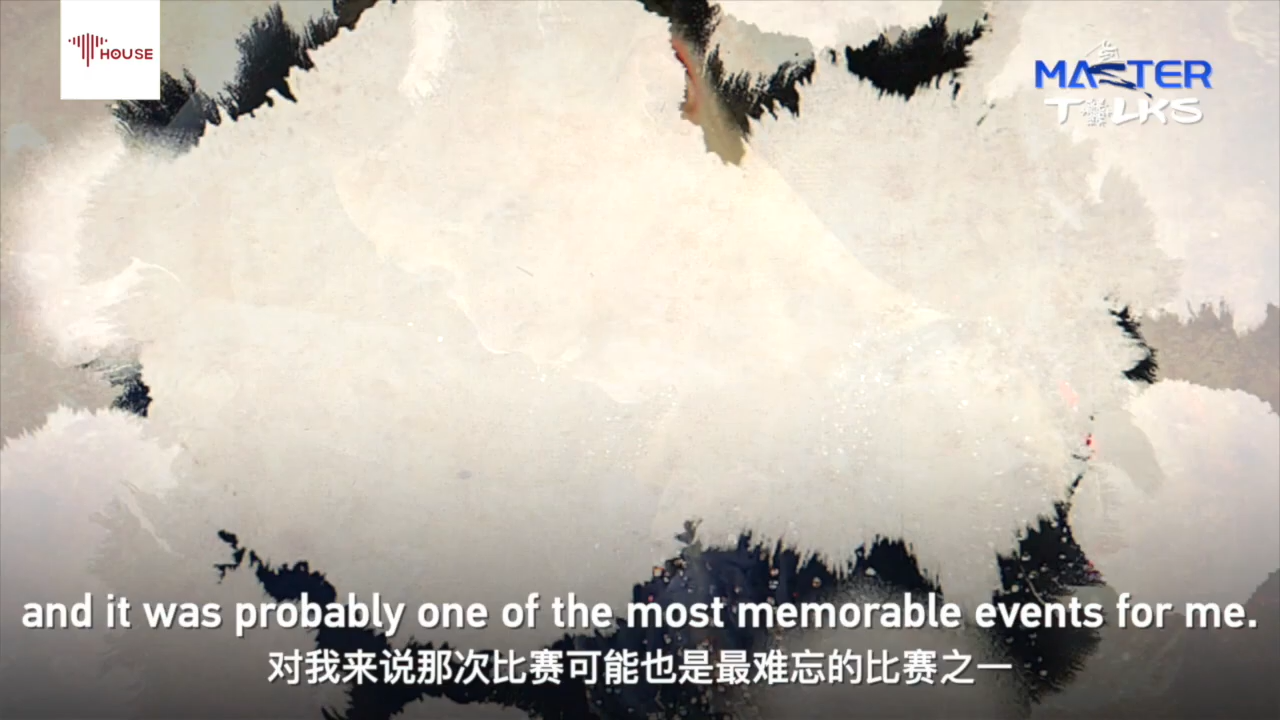 HOUSE
MASTER
TALKS
and it was probably one of the most memorable events for me.
对我来说那次比赛可能也是最难忘的比赛之一